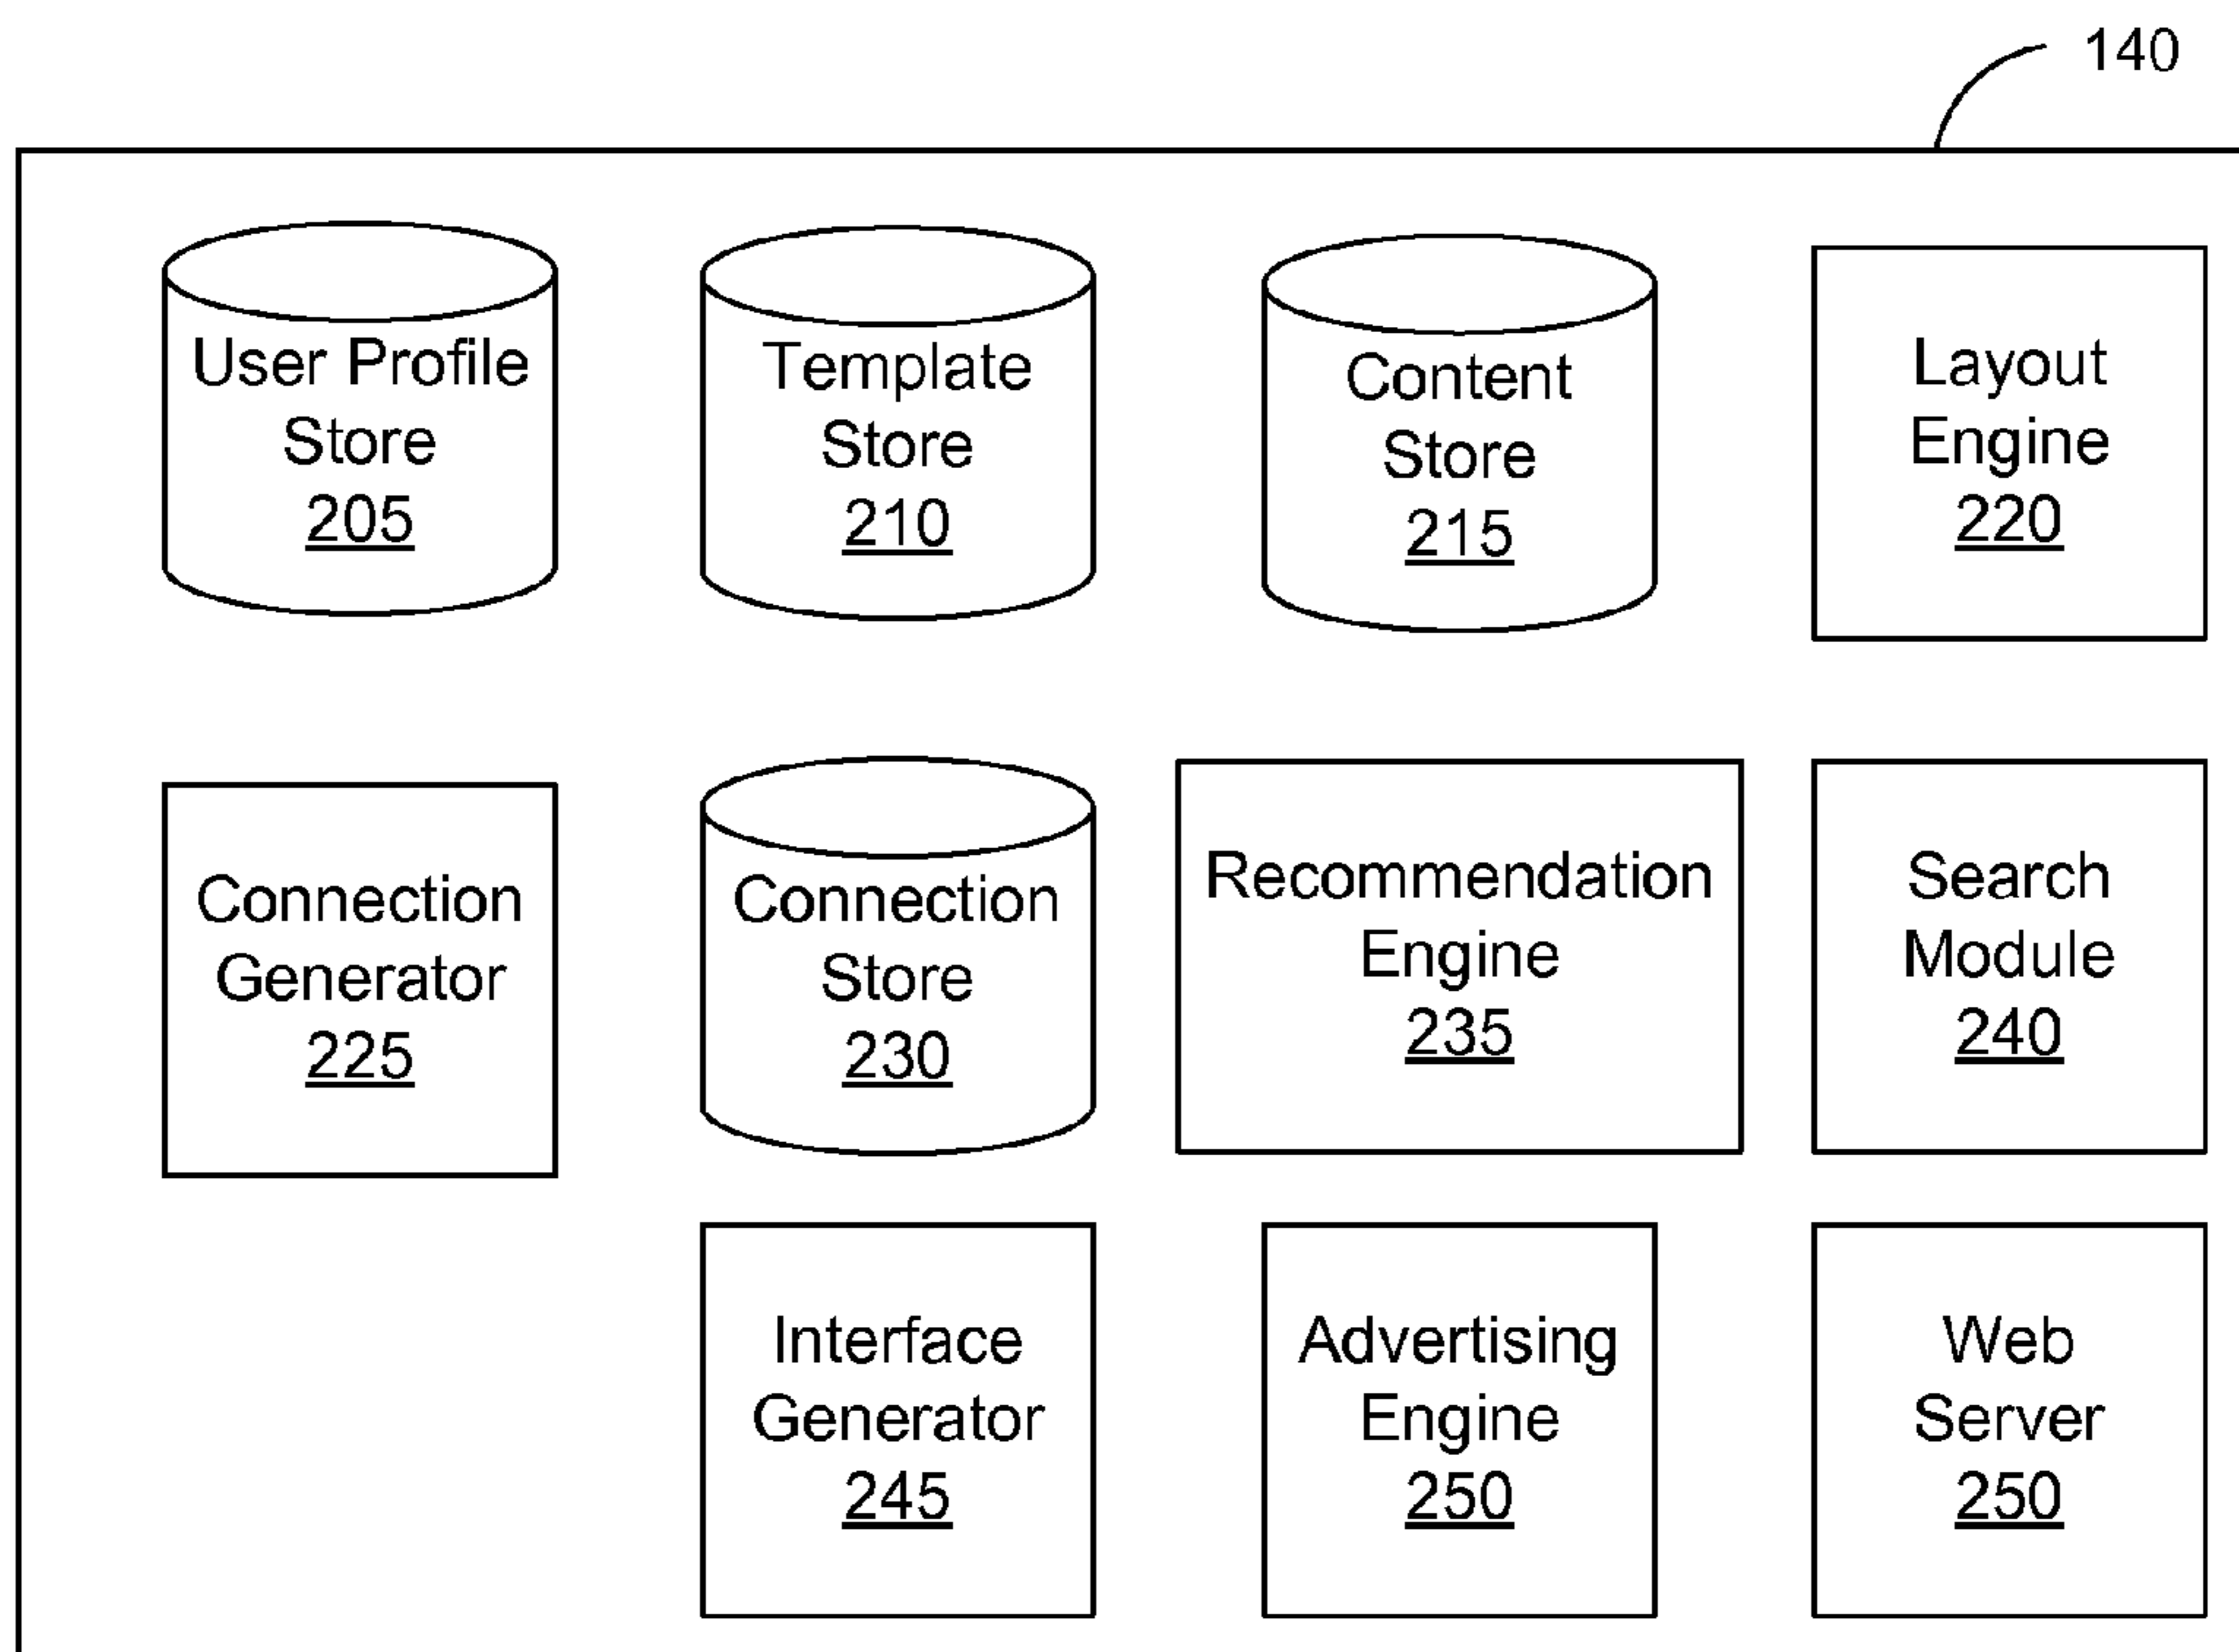 140
User Profile
Store
205
Template
Store
210
Content
Store
215
Layout
Engine
220
Connection
Generator
225
Connection
Store
230
Recommendation
Engine
235
Search
Module
240
Interface
Generator
245
Advertising
Engine
250
Web
Server
250